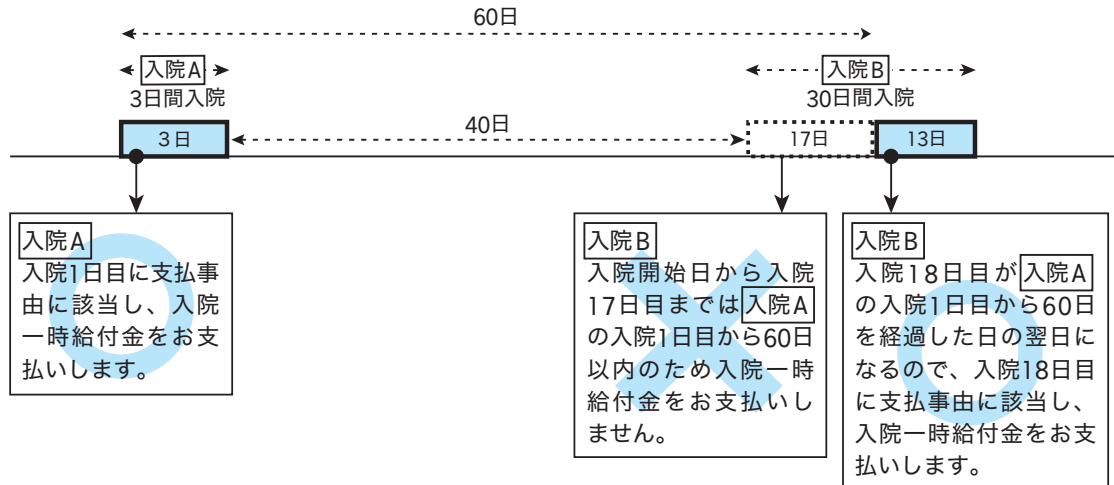 60日
入院A
3日間入院
入院B
30日間入院
40日
3日
17日
13日
入院A
入院1日目に支払事
由に該当し、入院
一時給付金をお支
払いします。
入院B
入院開始日から入院
17日目までは入院A
の入院1日目から60日
以内のため入院一時
給付金をお支払いし
ません。
入院B
入院18日目が入院A
の入院1日目から60日
を経過した日の翌日に
なるので、入院18日目
に支払事由に該当し、
入院一時給付金をお支
払いします。